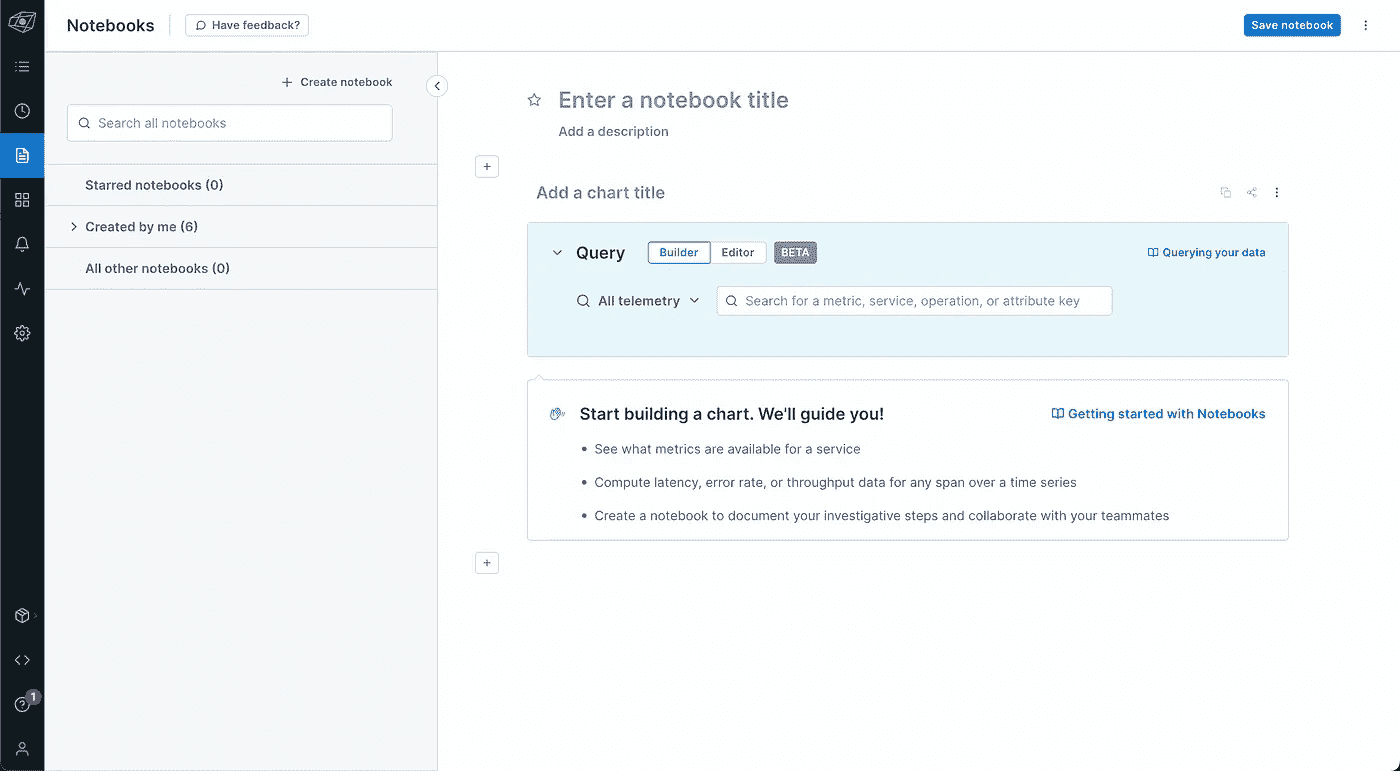 Notebooks
Have feedback?
Save notebook
Create notebook
Search all notebooks
Starred notebooks (0)
Created by me (6)
All other notebooks (0)
Enter a notebook title
Add a description
Add a chart title
Query
Builder
Editor
BETA
Querying your data
All telemetry
Search for a metric, service, operation, or attribute key
Start building a chart. We'll guide you!
Getting started with Notebooks
• See what metrics are available for a service
• Compute latency, error rate, or throughput data for any span over a time series
• Create a notebook to document your investigative steps and collaborate with your teammates
1